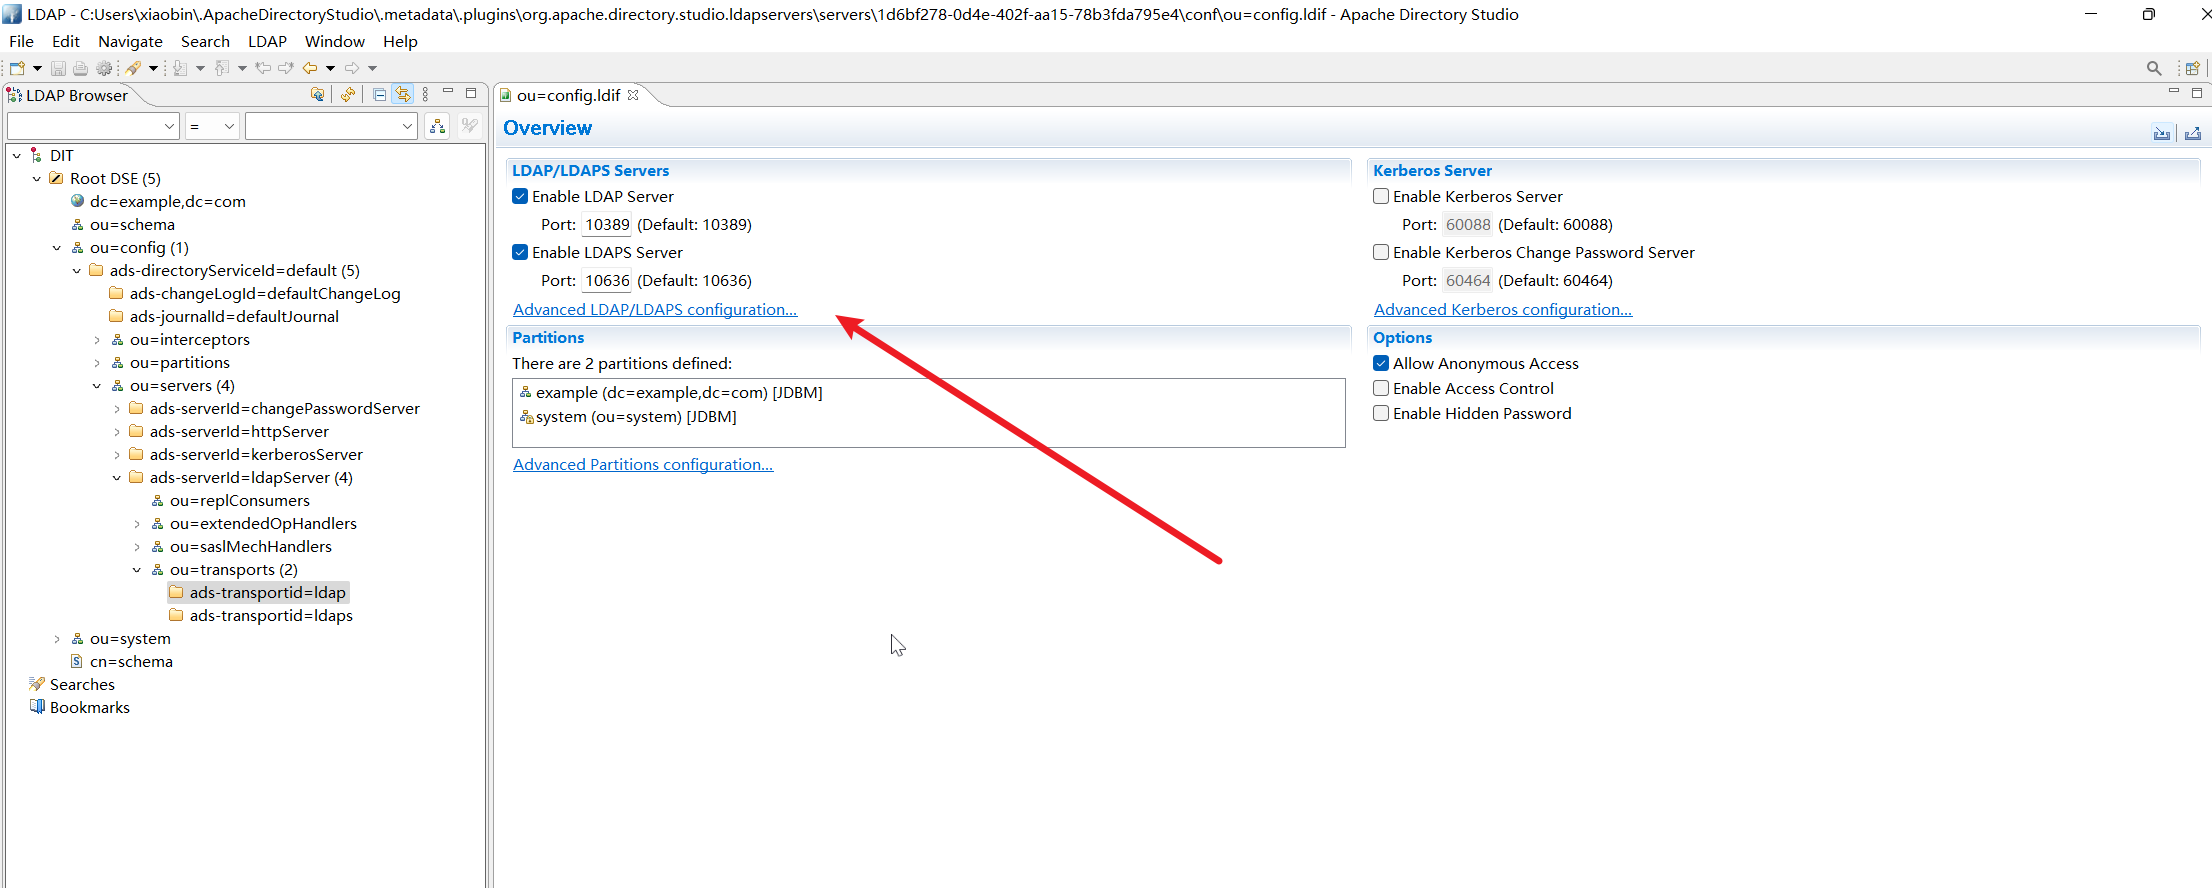 LDAP - C:\Users\xiaobin\.ApacheDirectoryStudio\.metadata\.plugins\org.apache.directory.studio.ldapservers\servers\1d6bf278-0d4e-402f-aa15-78b3fda795e4\conf\ou=config.ldif - Apache Directory Studio
File Edit Navigate Search LDAP Window Help
LDAP Browser
=
DIT
Root DSE (5)
dc=example,dc=com
ou=schema
ou=config (1)
ads-directoryServiceId=default (5)
ads-changeLogId=defaultChangeLog
ads-journalId=defaultJournal
ou=interceptors
ou=partitions
ou=servers (4)
ads-serverId=changePasswordServer
ads-serverId=httpServer
ads-serverId=kerberosServer
ads-serverId=ldapServer (4)
ou=replConsumers
ou=extendedOpHandlers
ou=saslMechHandlers
ou=transports (2)
ads-transportid=ldap
ads-transportid=ldaps
ou=system
cn=schema
Searches
Bookmarks
ou=config.ldif
Overview
LDAP/LDAPS Servers
Enable LDAP Server
Port: 10389 (Default: 10389)
Enable LDAPS Server
Port: 10636 (Default: 10636)
Advanced LDAP/LDAPS configuration...
Partitions
There are 2 partitions defined:
example (dc=example,dc=com) [JDBM]
system (ou=system) [JDBM]
Advanced Partitions configuration...
Kerberos Server
Enable Kerberos Server
Port: 60088 (Default: 60088)
Enable Kerberos Change Password Server
Port: 60464 (Default: 60464)
Advanced Kerberos configuration...
Options
Allow Anonymous Access
Enable Access Control
Enable Hidden Password